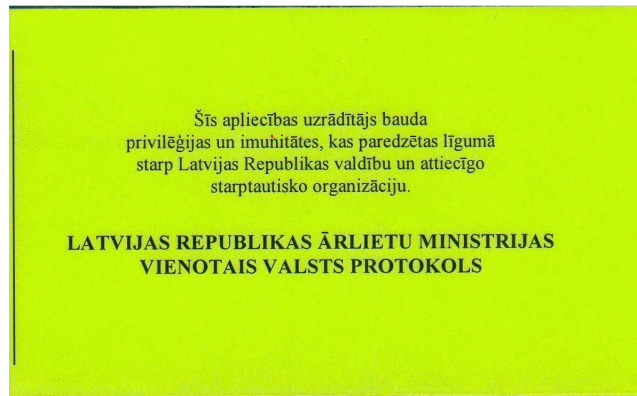 Šīs apliecības uzrādītājs bauda
privilēģijas un imunitātes, kas paredzētas līgumā
starp Latvijas Republikas valdību un attiecīgo
starptautisko organizāciju.
LATVIJAS REPUBLIKAS ĀRLIETU MINISTRIJAS
VIENOTAIS VALSTS PROTOKOLS